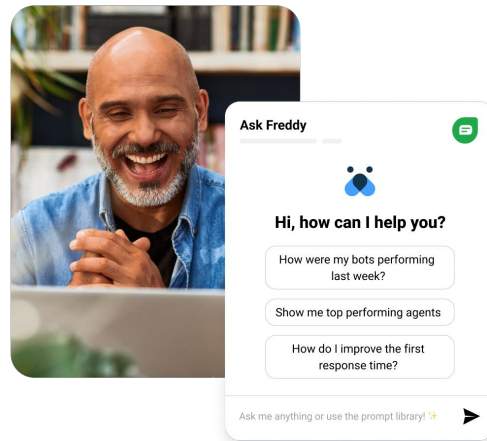 Ask Freddy
Hi, how can I help you?
How were my bots performing
last week?
Show me top performing agents
How do I improve the first
response time?
Ask me anything or use the prompt library! ✨